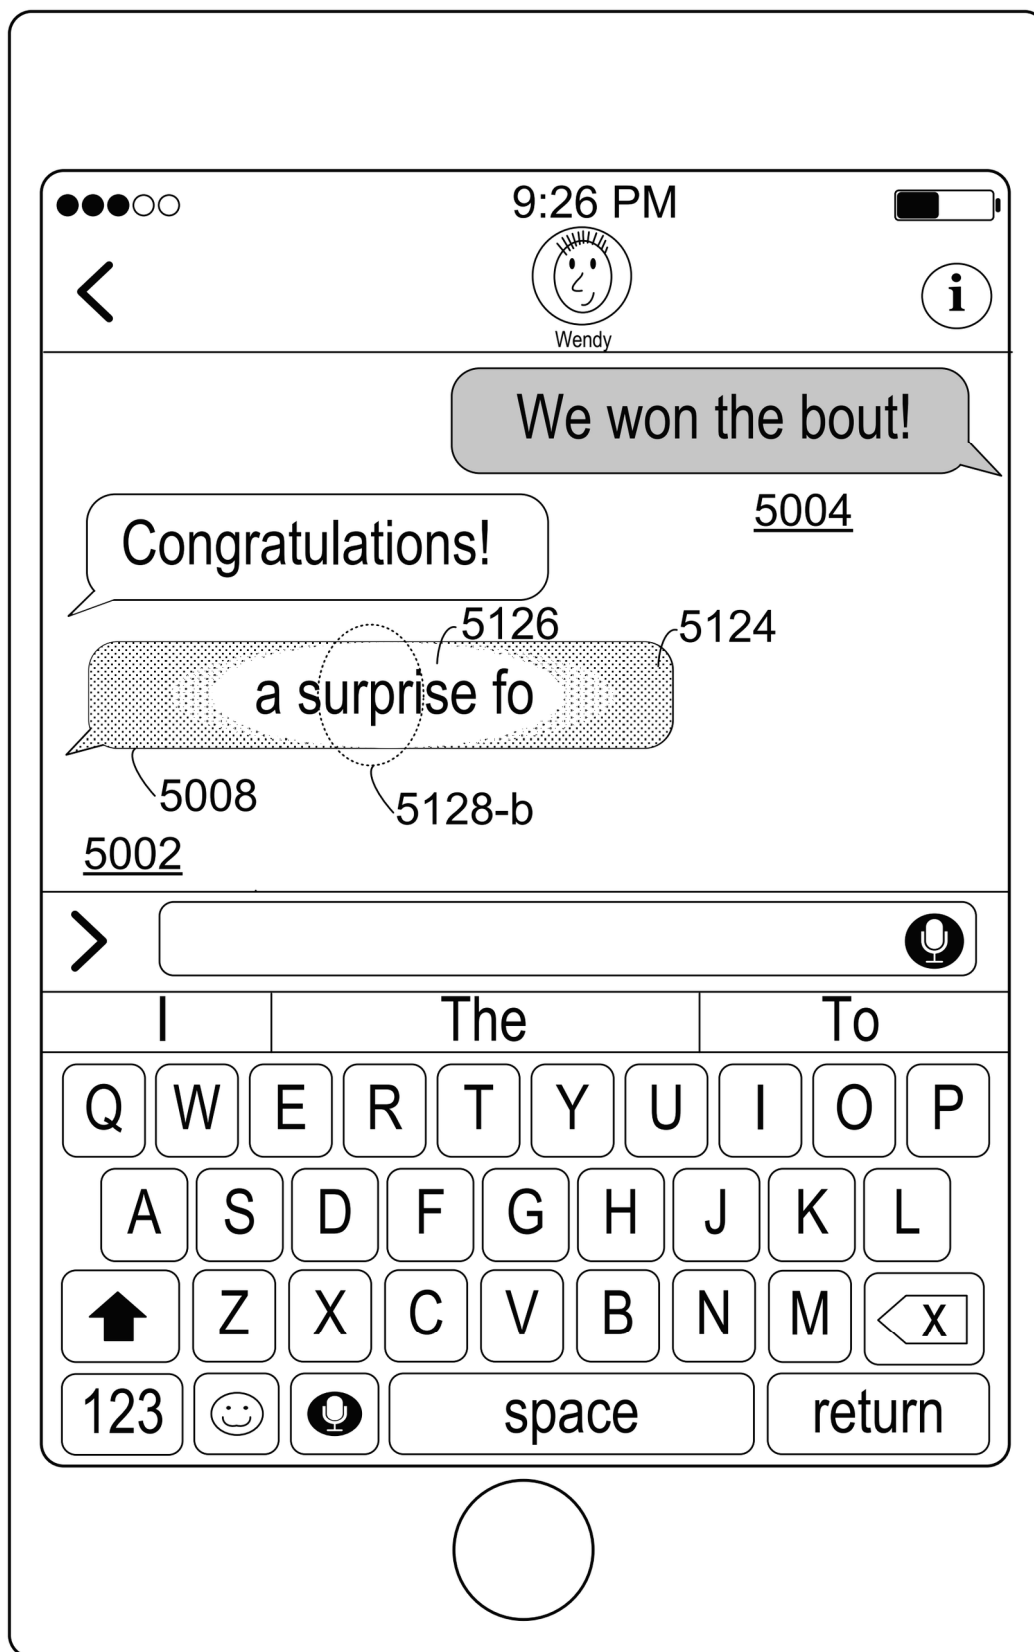 9:26 PM
i
Wendy
We won the bout!
5004
Congratulations!
5126
5124
a surprise fo
5008
5128-b
5002
I The To
Q W E R T Y U I O P
A S D F G H J K L
Z X C V B N M X
123 space return